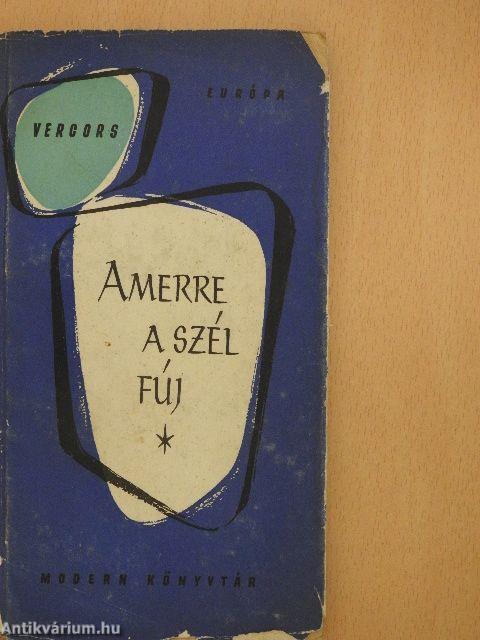 EURÓPA
VERCORS
AMERRE
A SZÉL
FÚJ
MODERN KÖNYVTÁR
Antikvárium.hu